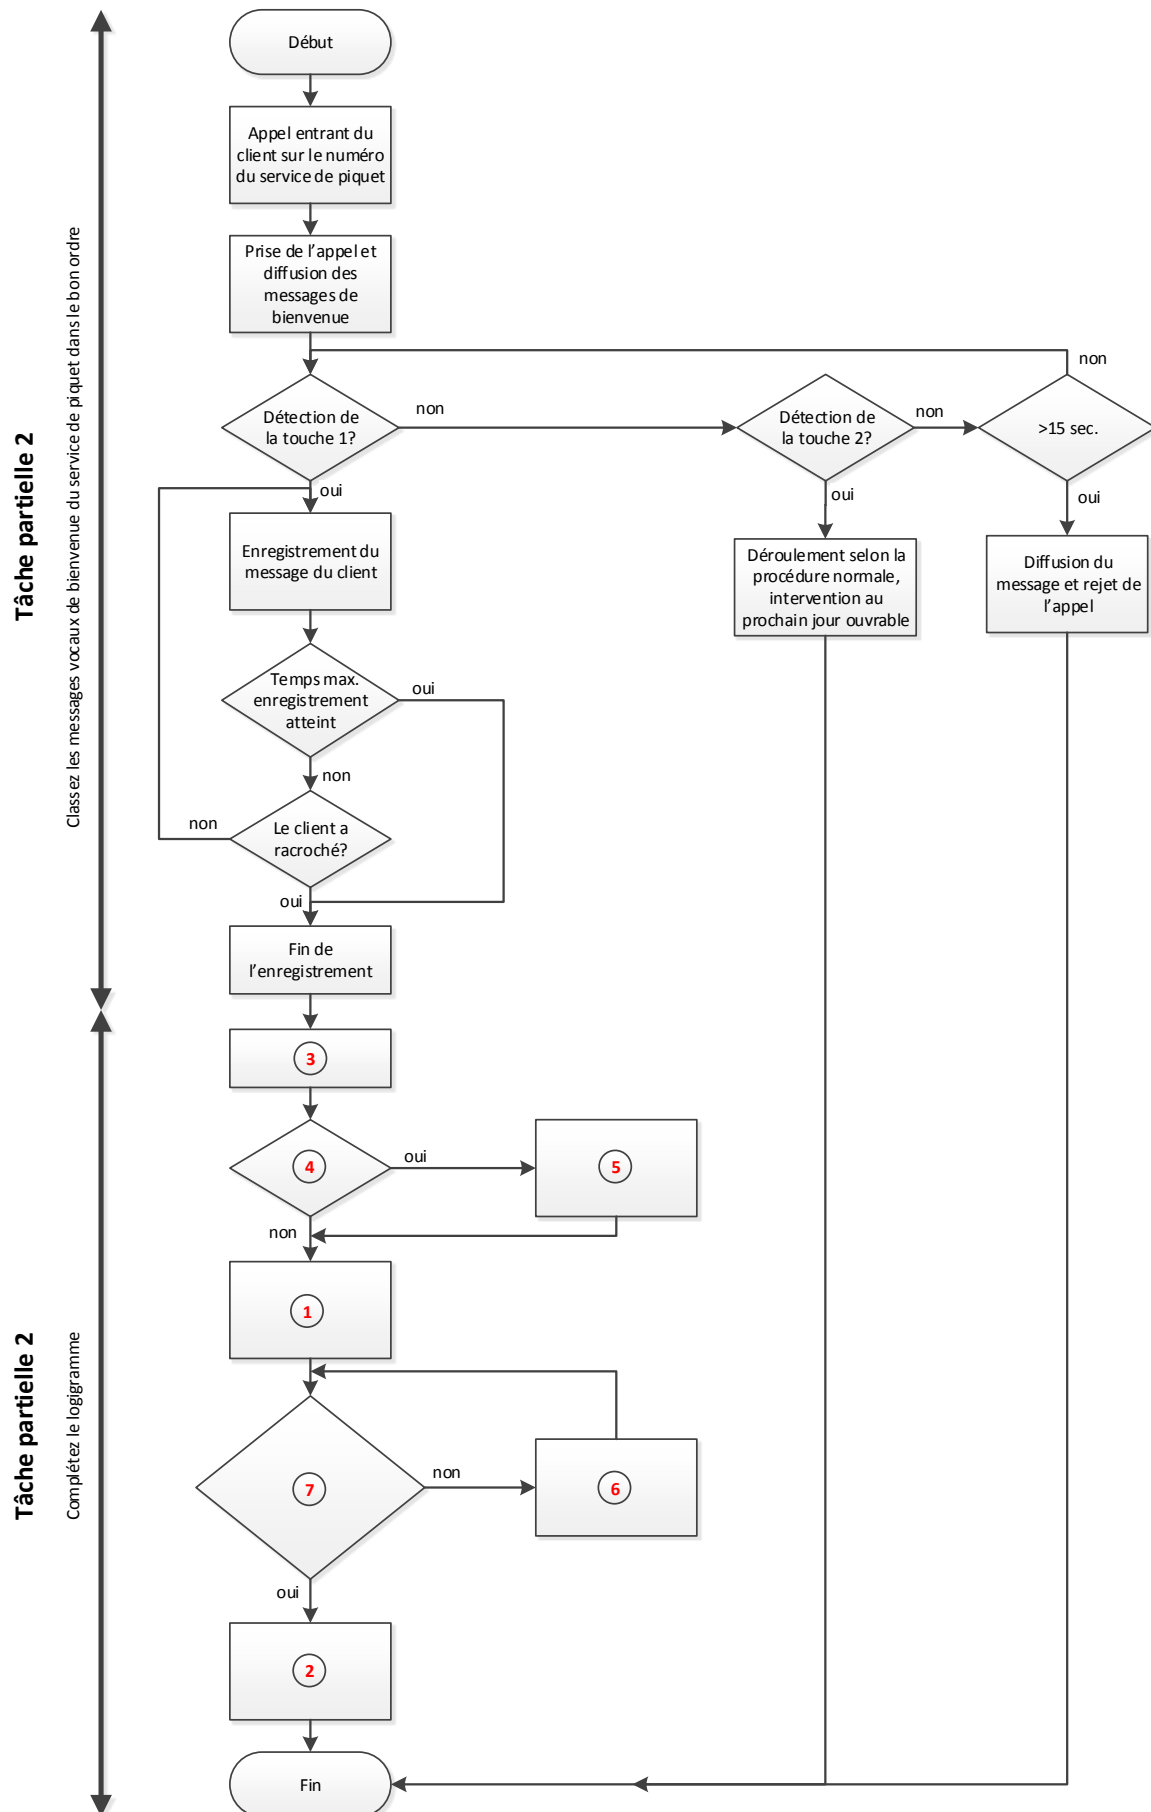 Début
Appel entrant du
client sur le numéro
du service de piquet
Prise de l'appel et
diffusion des
messages de
bienvenue
non
Détection de
la touche 1?
non
Détection de
la touche 2?
non
>15 sec.
oui
oui
oui
Enregistrement du
message du client
Déroulement selon la
procédure normale,
intervention au
prochain jour ouvrable
Diffusion du
message et rejet de
l'appel
Temps max.
enregistrement
atteint
oui
non
non
Le client a
racroché?
oui
Fin de
l'enregistrement
Tâche partielle 2
Classez les messages vocaux de bienvenue du service de piquet dans le bon ordre
3
4
oui
5
non
1
7
non
6
oui
2
Fin
Tâche partielle 2
Complétez le logigramme